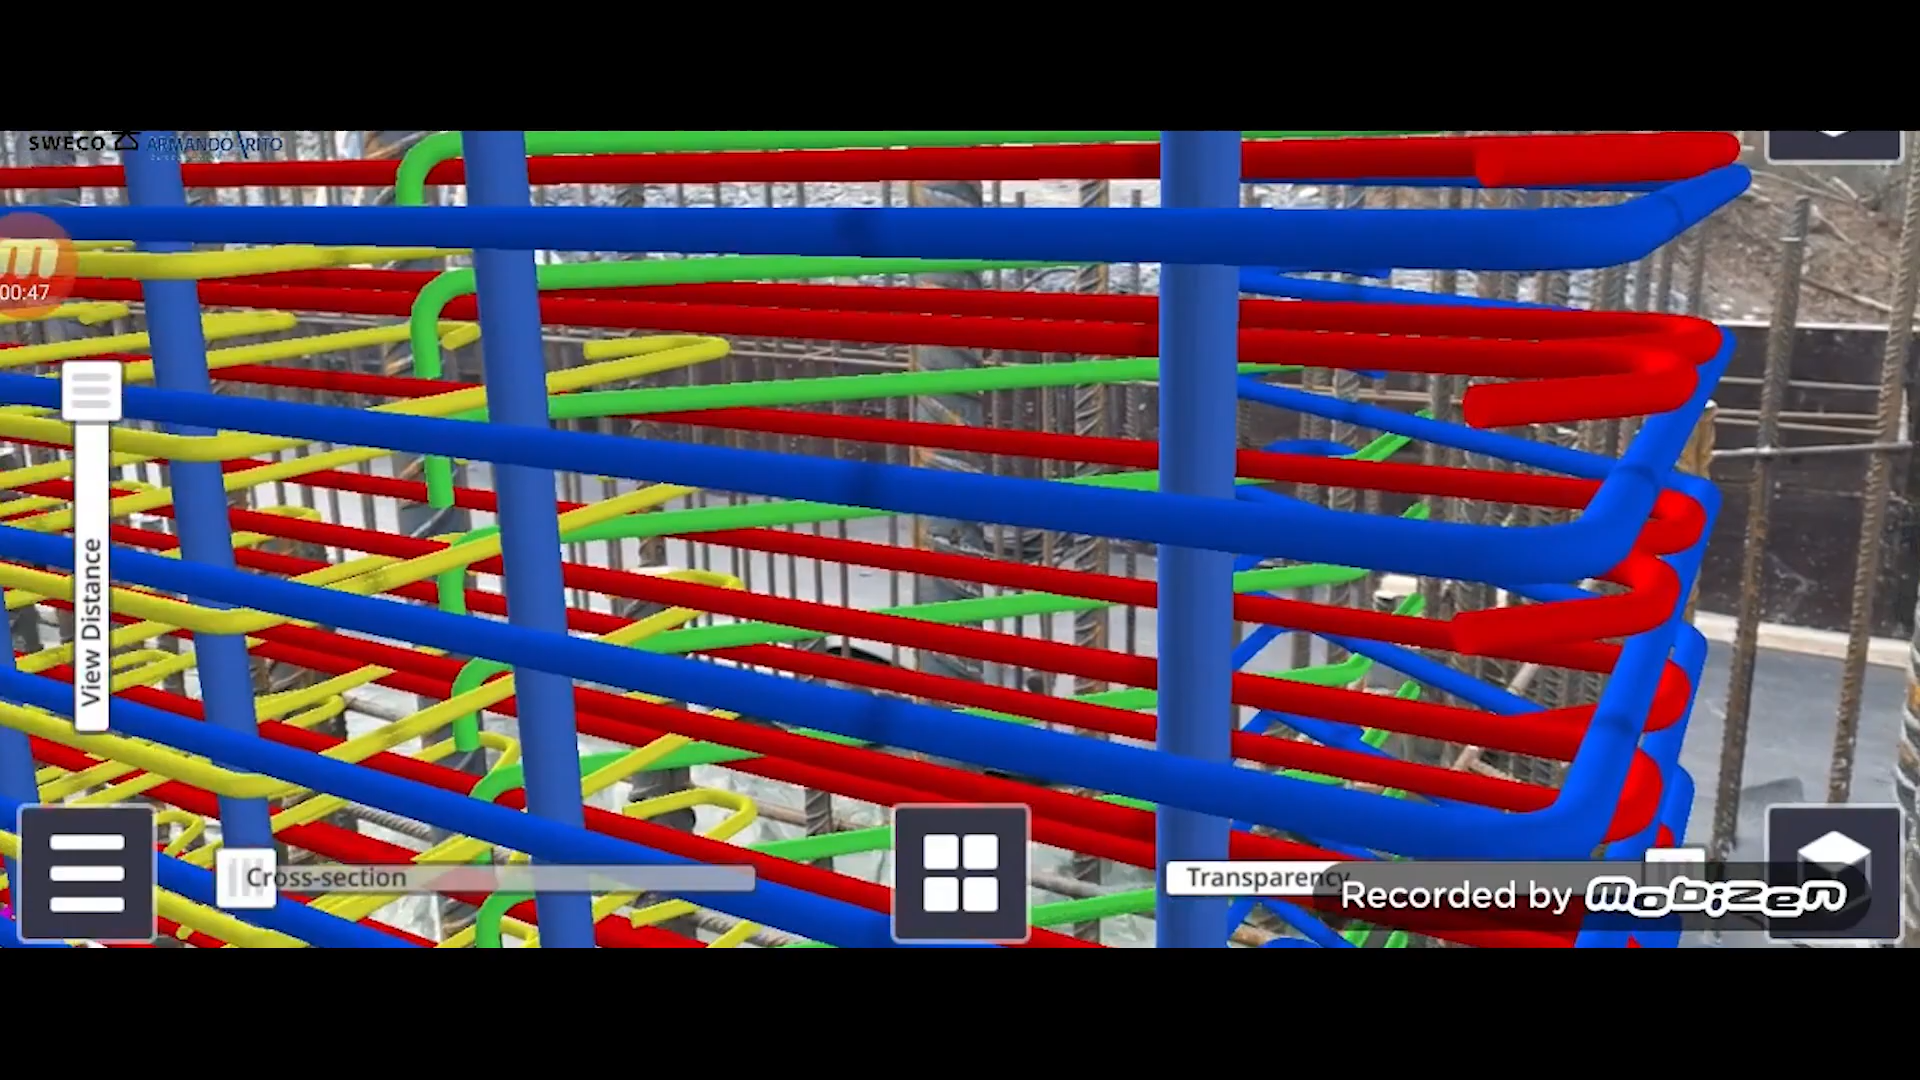 SWECO ARMANDO RITO
00:47
View Distance
Cross-section
Transparency
Recorded by mobizen